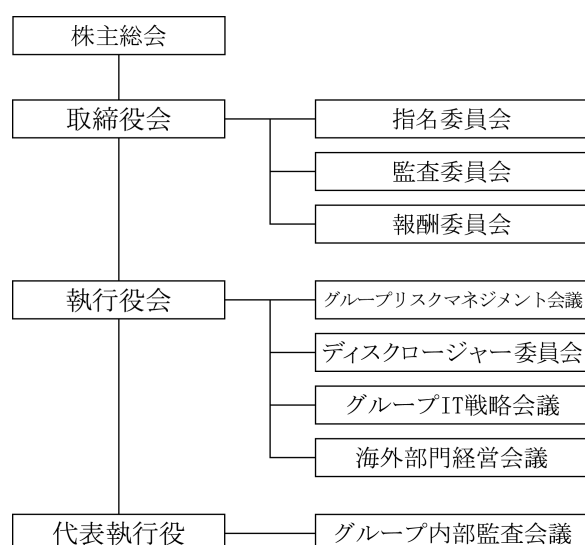 株主総会
取締役会
指名委員会
監査委員会
報酬委員会
執行役会
グループリスクマネジメント会議
ディスクロージャー委員会
グループIT戦略会議
海外部門経営会議
代表執行役
グループ内部監査会議